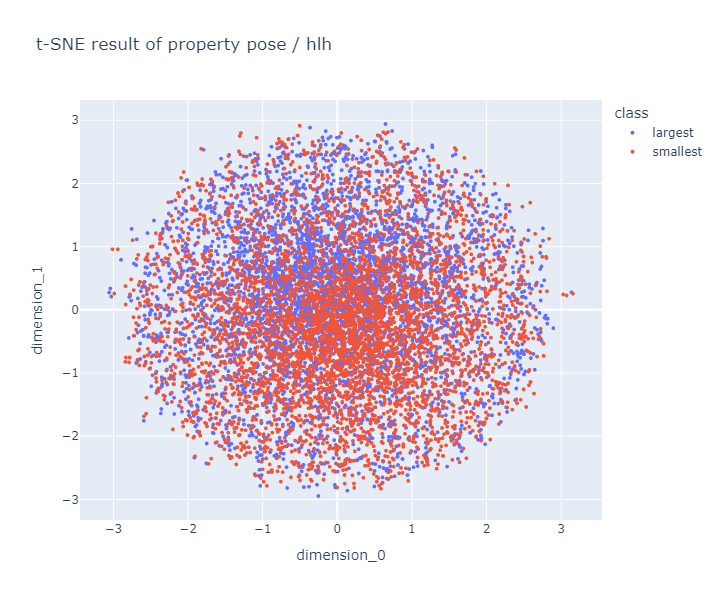 t-SNE result of property pose / hlh
class
largest
smallest
dimension_1
3
2
1
0
−1
−2
−3
−3
−2
−1
0
1
2
3
dimension_0